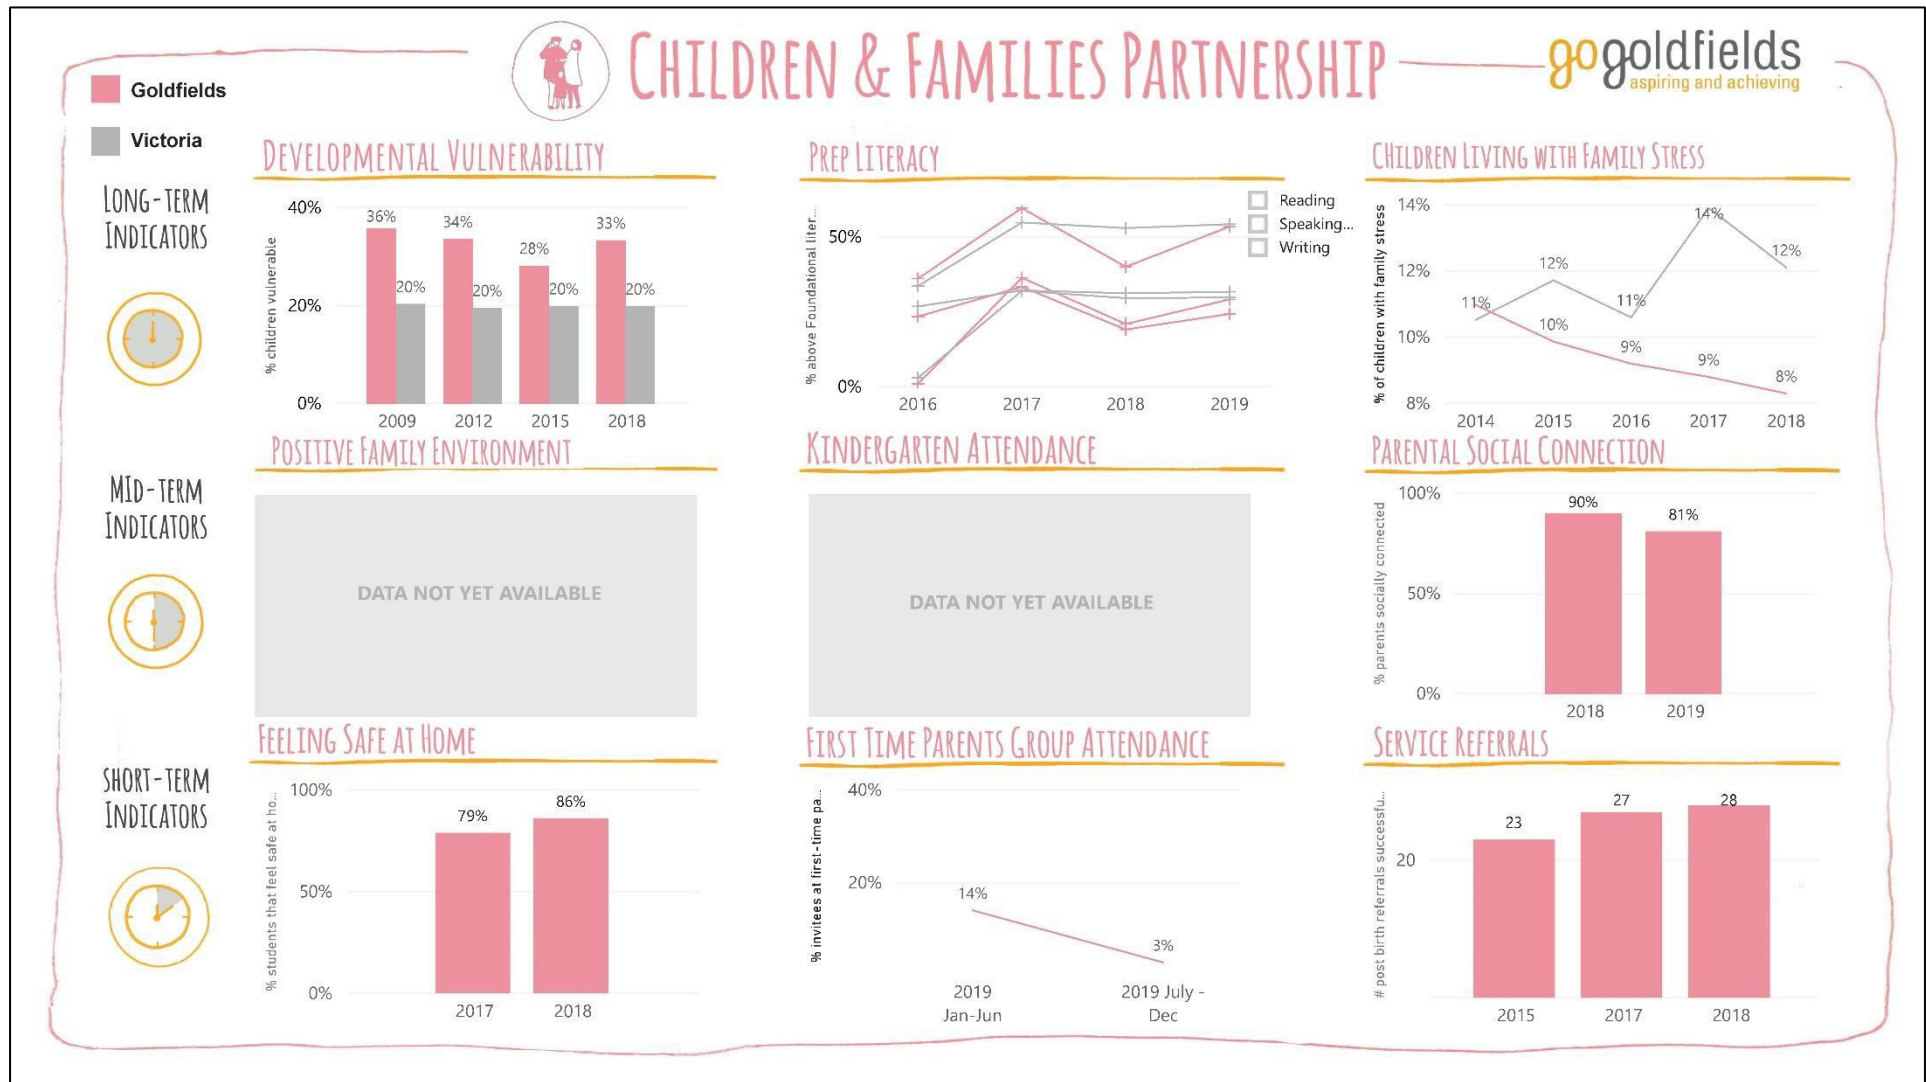 CHILDREN & FAMILIES PARTNERSHIP
gogoldfields
aspiring and achieving
Goldfields
Victoria
LONG-TERM
INDICATORS
DEVELOPMENTAL VULNERABILITY
% children vulnerable
40%
20%
0%
36%
34%
28%
33%
20%
20%
20%
20%
2009 2012 2015 2018
PREP LITERACY
% above Foundational liter...
50%
0%
2016 2017 2018 2019
Reading
Speaking...
Writing
CHILDREN LIVING WITH FAMILY STRESS
% of children with family stress
14%
12%
10%
8%
11%
12%
11%
14%
12%
10%
9%
9%
8%
2014 2015 2016 2017 2018
MID-TERM
INDICATORS
POSITIVE FAMILY ENVIRONMENT
DATA NOT YET AVAILABLE
KINDERGARTEN ATTENDANCE
DATA NOT YET AVAILABLE
PARENTAL SOCIAL CONNECTION
% parents socially connected
100%
50%
0%
90%
81%
2018 2019
SHORT-TERM
INDICATORS
FEELING SAFE AT HOME
% students that feel safe at ho...
100%
50%
0%
79%
86%
2017 2018
FIRST TIME PARENTS GROUP ATTENDANCE
% invitees at first-time pa...
40%
20%
14%
3%
2019
Jan-Jun
2019 July -
Dec
SERVICE REFERRALS
# post birth referrals successfu...
20
23
27
28
2015 2017 2018